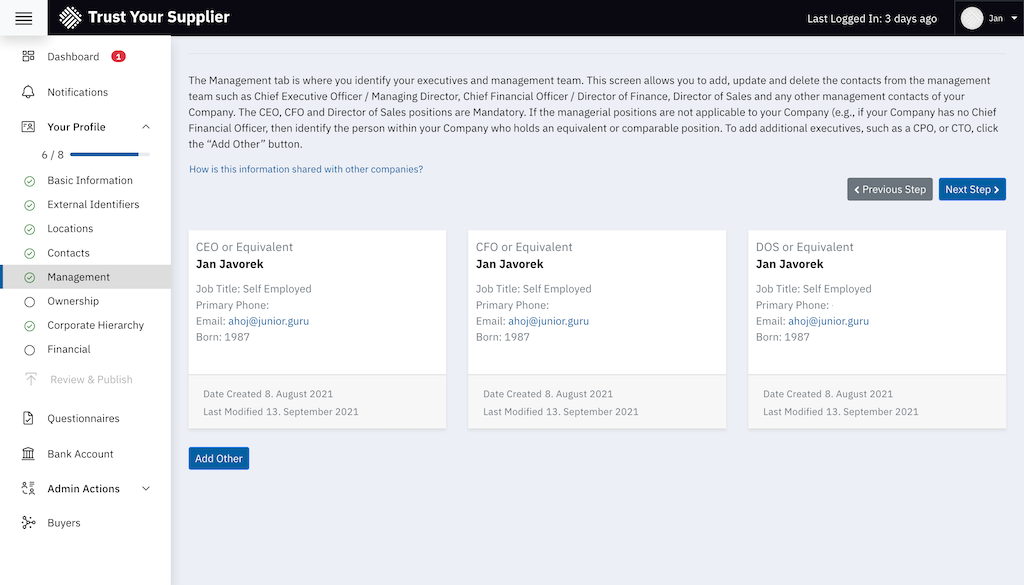 Trust Your Supplier
Last Logged In: 3 days ago
Jan
Dashboard
1
Notifications
Your Profile
6 / 8
Basic Information
External Identifiers
Locations
Contacts
Management
Ownership
Corporate Hierarchy
Financial
Review & Publish
Questionnaires
Bank Account
Admin Actions
Buyers
The Management tab is where you identify your executives and management team. This screen allows you to add, update and delete the contacts from the management
team such as Chief Executive Officer / Managing Director, Chief Financial Officer / Director of Finance, Director of Sales and any other management contacts of your
Company. The CEO, CFO and Director of Sales positions are Mandatory. If the managerial positions are not applicable to your Company (e.g., if your Company has no Chief
Financial Officer, then identify the person within your Company who holds an equivalent or comparable position. To add additional executives, such as a CPO, or CTO, click
the “Add Other” button.
How is this information shared with other companies?
Previous Step
Next Step
CEO or Equivalent
Jan Javorek
Job Title: Self Employed
Primary Phone:
Email: ahoj@junior.guru
Born: 1987
Date Created 8. August 2021
Last Modified 13. September 2021
CFO or Equivalent
Jan Javorek
Job Title: Self Employed
Primary Phone:
Email: ahoj@junior.guru
Born: 1987
Date Created 8. August 2021
Last Modified 13. September 2021
DOS or Equivalent
Jan Javorek
Job Title: Self Employed
Primary Phone:
Email: ahoj@junior.guru
Born: 1987
Date Created 8. August 2021
Last Modified 13. September 2021
Add Other